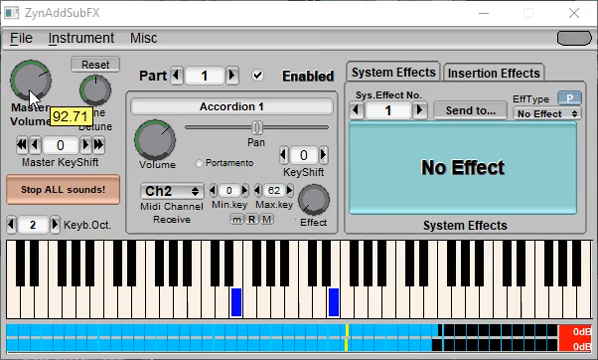 ZynAddSubFX
File Instrument Misc
Reset
Part 1 Enabled
System Effects Insertion Effects
Master
Volume
92.71
Detune
0
Master KeyShift
Stop ALL sounds!
2 Keyb.Oct.
Accordion 1
Volume
Pan
Portamento
0
KeyShift
Ch2
Midi Channel
Receive
0
Min.key
62
Max.key
m R M
Effect
Sys.Effect No.
1
Send to...
EffType
P
No Effect
No Effect
System Effects
0dB
0dB